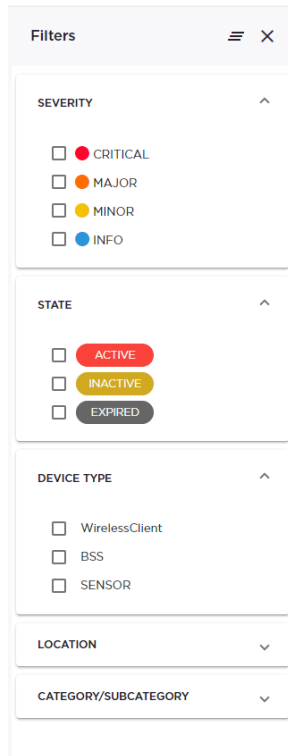 Filters
SEVERITY
CRITICAL
MAJOR
MINOR
INFO
STATE
ACTIVE
INACTIVE
EXPIRED
DEVICE TYPE
WirelessClient
BSS
SENSOR
LOCATION
CATEGORY/SUBCATEGORY